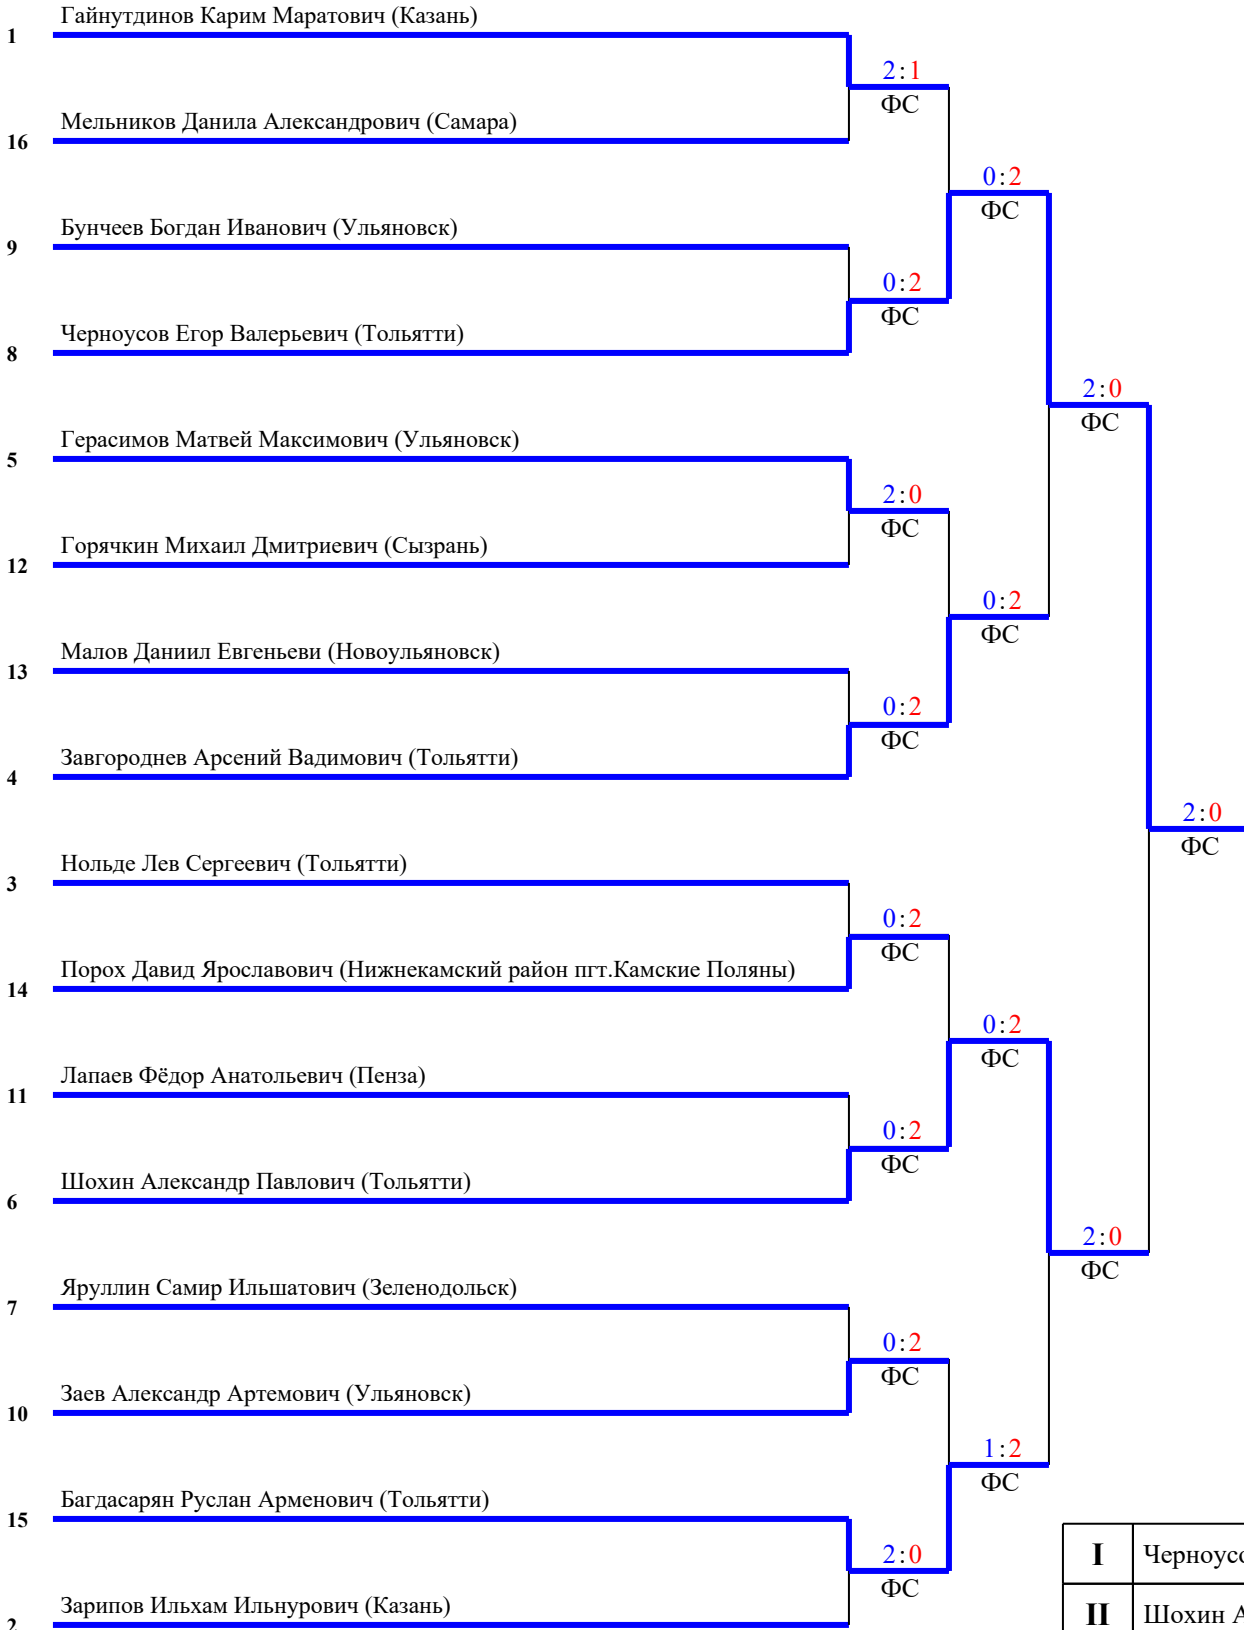 Гайнутдинов Карим Маратович (Казань)
1
2:1
ФС
Мельников Данила Александрович (Самара)
16
0:2
ФС
Бунчеев Богдан Иванович (Ульяновск)
9
0:2
ФС
Черноусов Егор Валерьевич (Тольятти)
8
2:0
ФС
Герасимов Матвей Максимович (Ульяновск)
5
2:0
ФС
Горячкин Михаил Дмитриевич (Сызрань)
12
0:2
ФС
Малов Даниил Евгеньеви (Новоульяновск)
13
0:2
ФС
Завгороднев Арсений Вадимович (Тольятти)
4
2:0
ФС
Нольде Лев Сергеевич (Тольятти)
3
0:2
ФС
Порох Давид Ярославович (Нижнекамский район пгт.Камские Поляны)
14
0:2
ФС
Лапаев Фёдор Анатольевич (Пенза)
11
0:2
ФС
Шохин Александр Павлович (Тольятти)
6
2:0
ФС
Яруллин Самир Ильшатович (Зеленодольск)
7
0:2
ФС
Заев Александр Артемович (Ульяновск)
10
1:2
ФС
Багдасарян Руслан Арменович (Тольятти)
15
2:0
ФС
I Черноусо
Зарипов Ильхам Ильнурович (Казань)
2
II Шохин А